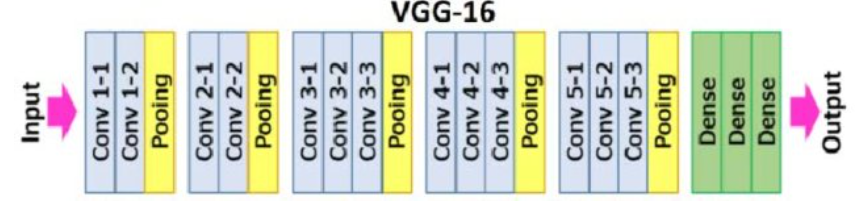 VGG-16
Input
Conv 1-1
Conv 1-2
Pooing
Conv 2-1
Conv 2-2
Pooing
Conv 3-1
Conv 3-2
Conv 3-3
Pooing
Conv 4-1
Conv 4-2
Conv 4-3
Pooing
Conv 5-1
Conv 5-2
Conv 5-3
Pooing
Dense
Dense
Dense
Output